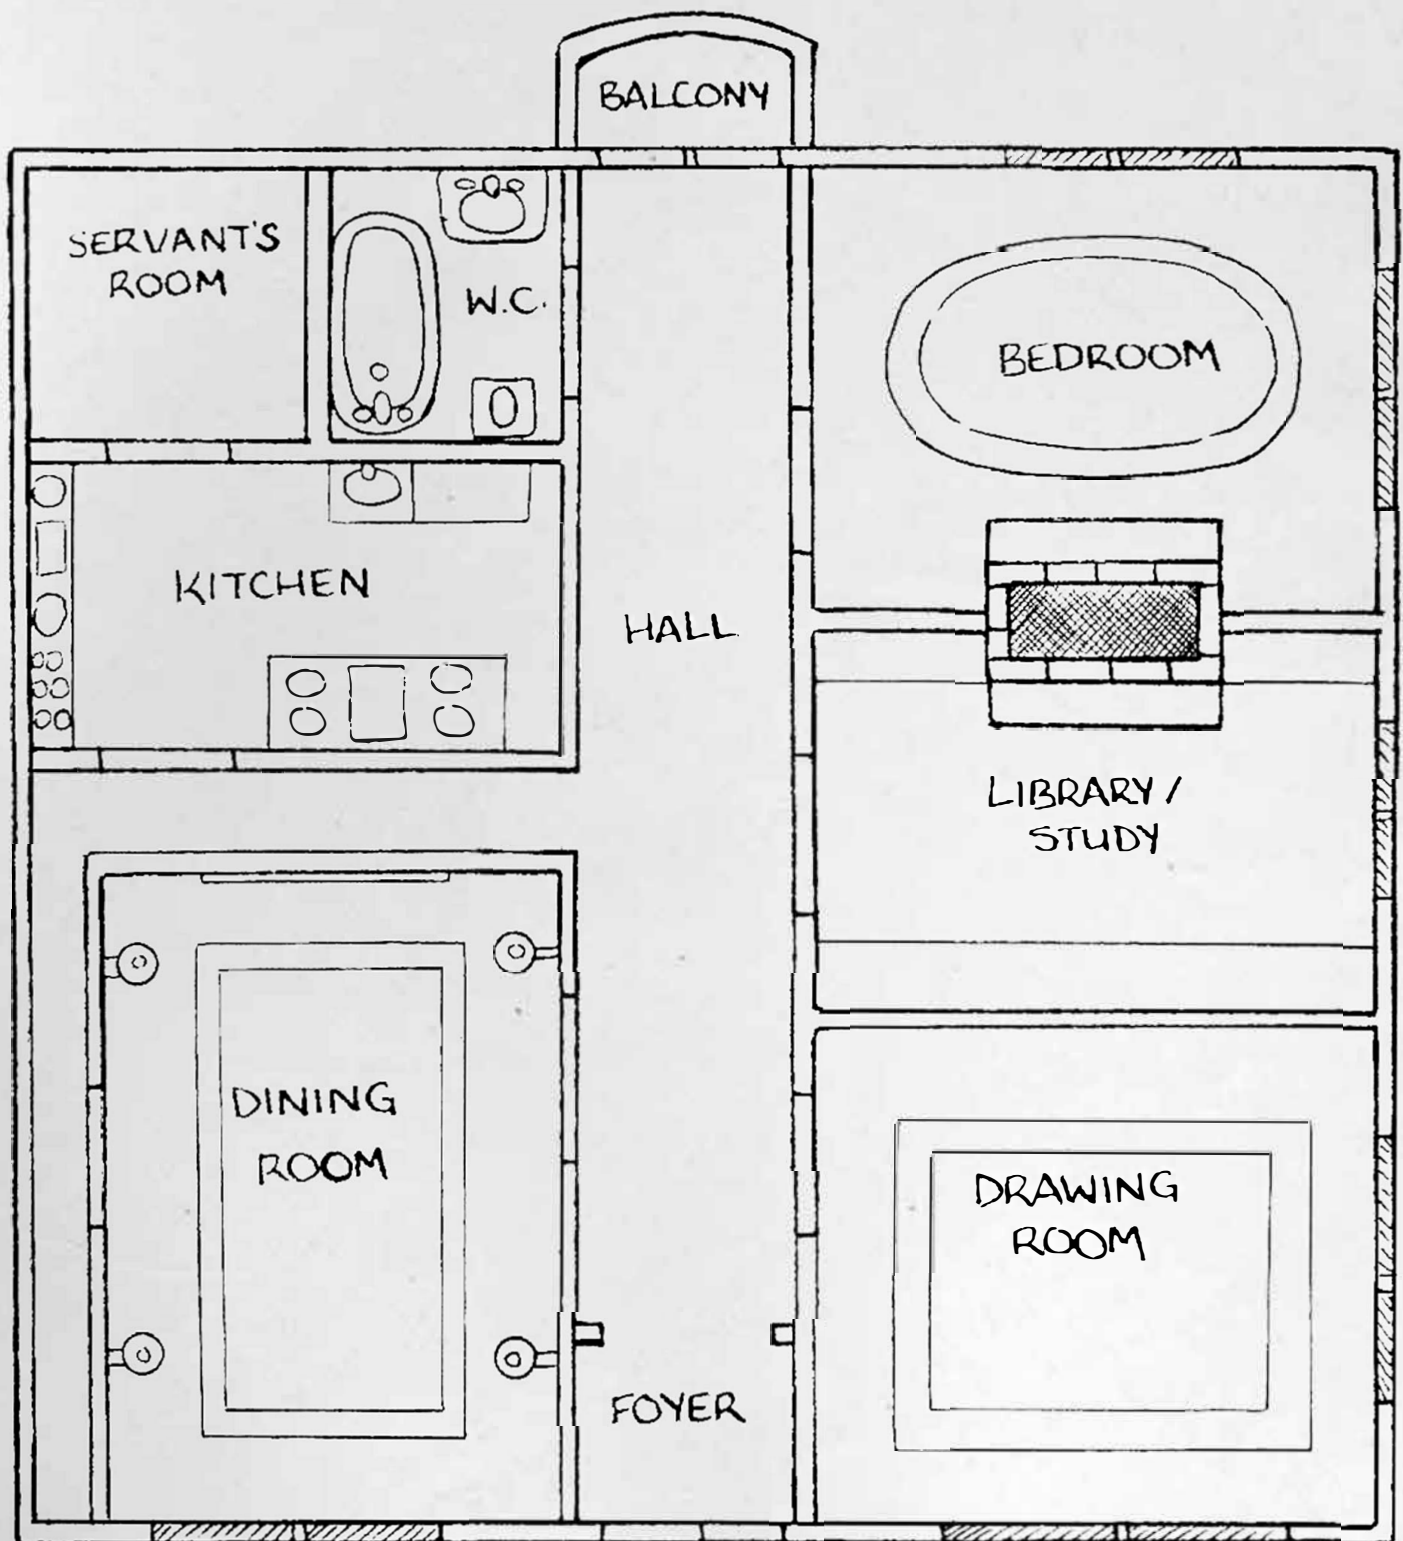 BALCONY
SERVANT'S
ROOM
W.C.
BEDROOM
KITCHEN
HALL
LIBRARY /
STUDY
DINING
ROOM
DRAWING
ROOM
FOYER